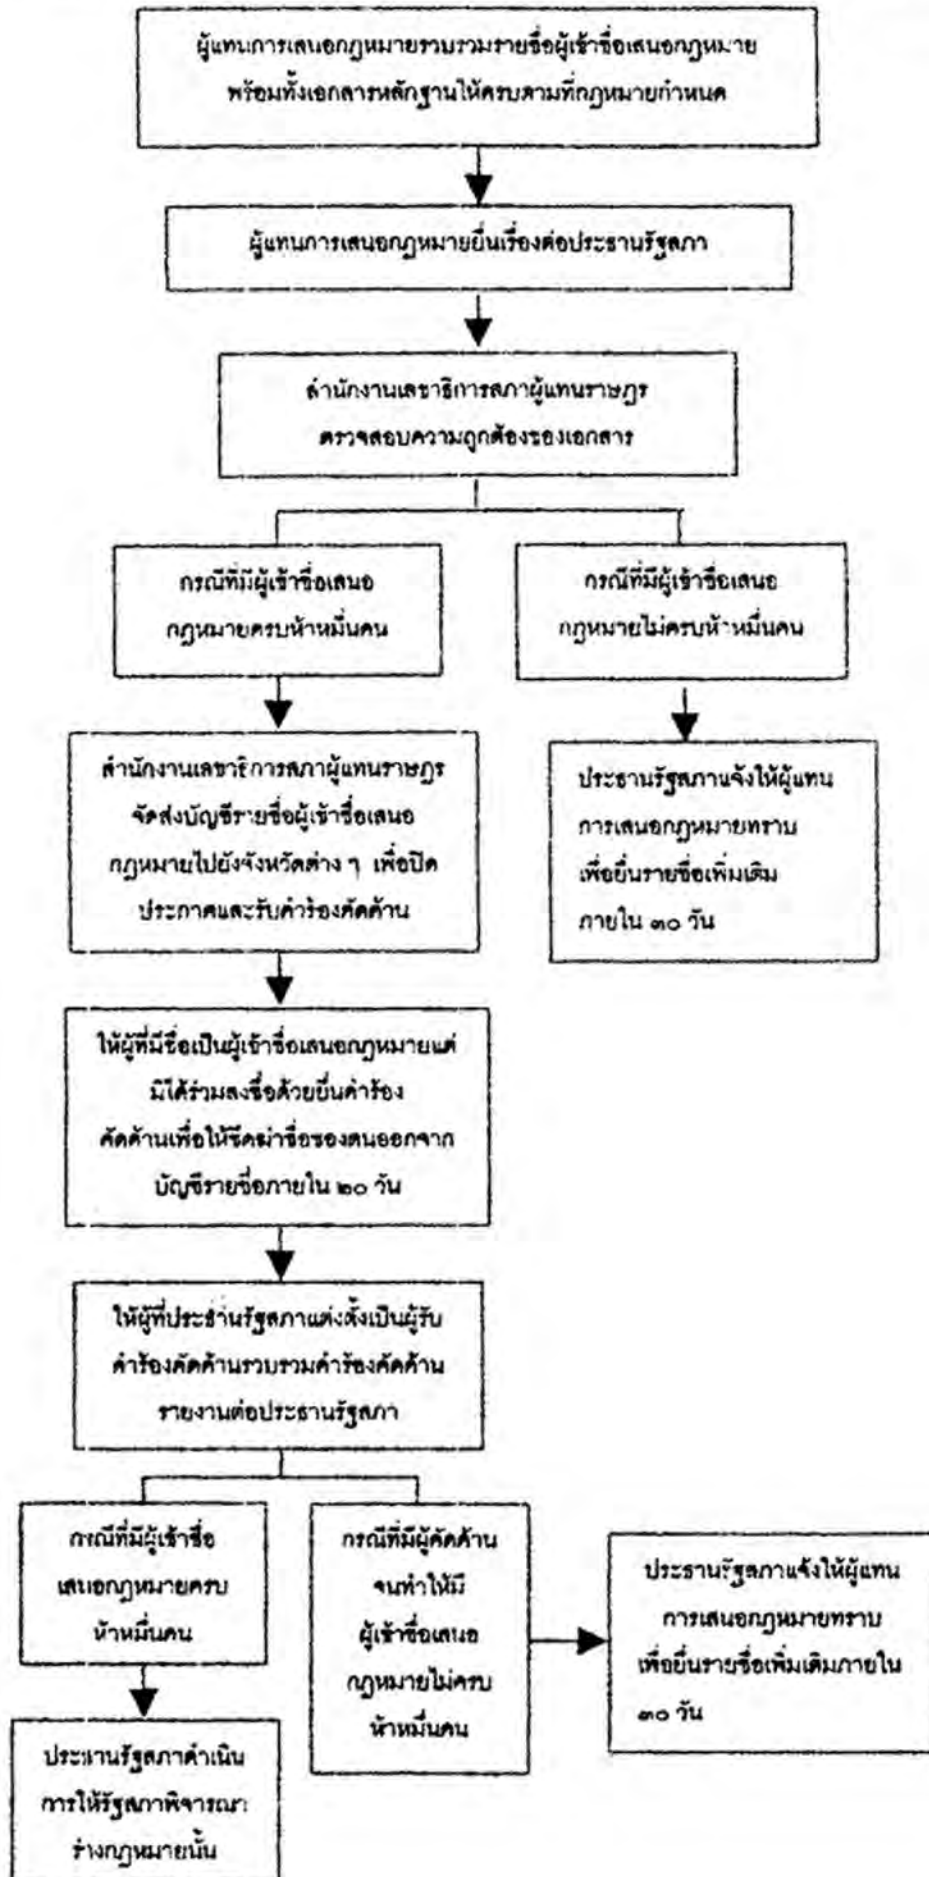 ผู้แทนการเสนอกฎหมายรวบรวมรายชื่อผู้เข้าชื่อเสนอกฎหมาย
พร้อมทั้งเอกสารหลักฐานให้ครบตามที่กฎหมายกำหนด
ผู้แทนการเสนอกฎหมายยื่นเรื่องต่อประธานรัฐสภา
สำนักงานเลขาธิการสภาผู้แทนราษฎร
ตรวจสอบความถูกต้องของเอกสาร
กรณีที่มีผู้เข้าชื่อเสนอ
กฎหมายครบห้าหมื่นคน
กรณีที่มีผู้เข้าชื่อเสนอ
กฎหมายไม่ครบห้าหมื่นคน
สำนักงานเลขาธิการสภาผู้แทนราษฎร
จัดส่งบัญชีรายชื่อผู้เข้าชื่อเสนอ
กฎหมายไปยังจังหวัดต่าง ๆ เพื่อปิด
ประกาศและรับคำร้องคัดค้าน
ประธานรัฐสภาแจ้งให้ผู้แทน
การเสนอกฎหมายทราบ
เพื่อยื่นรายชื่อเพิ่มเติม
ภายใน ๓๐ วัน
ให้ผู้ที่มีชื่อเป็นผู้เข้าชื่อเสนอกฎหมายแต่
มิได้ร่วมลงชื่อด้วยยื่นคำร้อง
คัดค้านเพื่อให้ขีดฆ่าชื่อของตนออกจาก
บัญชีรายชื่อภายใน ๒๐ วัน
ให้ผู้ที่ประธานรัฐสภาแต่งตั้งเป็นผู้รับ
คำร้องคัดค้านรวบรวมคำร้องคัดค้าน
รายงานต่อประธานรัฐสภา
กรณีที่มีผู้เข้าชื่อ
เสนอกฎหมายครบ
ห้าหมื่นคน
กรณีที่มีผู้คัดค้าน
จนทำให้มี
ผู้เข้าชื่อเสนอ
กฎหมายไม่ครบ
ห้าหมื่นคน
ประธานรัฐสภาแจ้งให้ผู้แทน
การเสนอกฎหมายทราบ
เพื่อยื่นรายชื่อเพิ่มเติมภายใน
๓๐ วัน
ประธานรัฐสภาดำเนิน
การให้รัฐสภาพิจารณา
ร่างกฎหมายนั้น